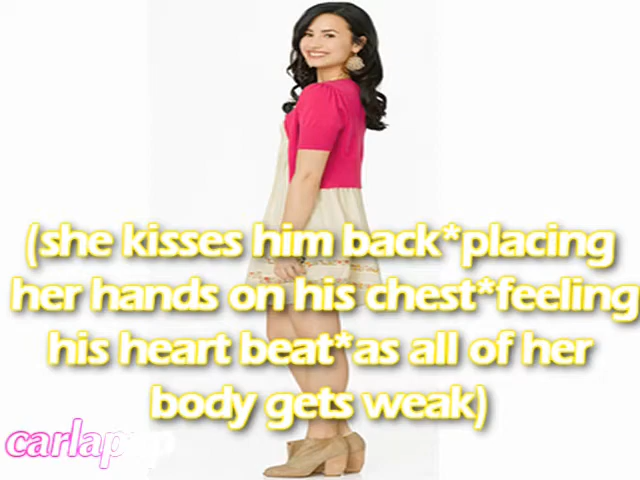 (she kisses him back*placing
her hands on his chest*feeling
his heart beat*as all of her
body gets weak)